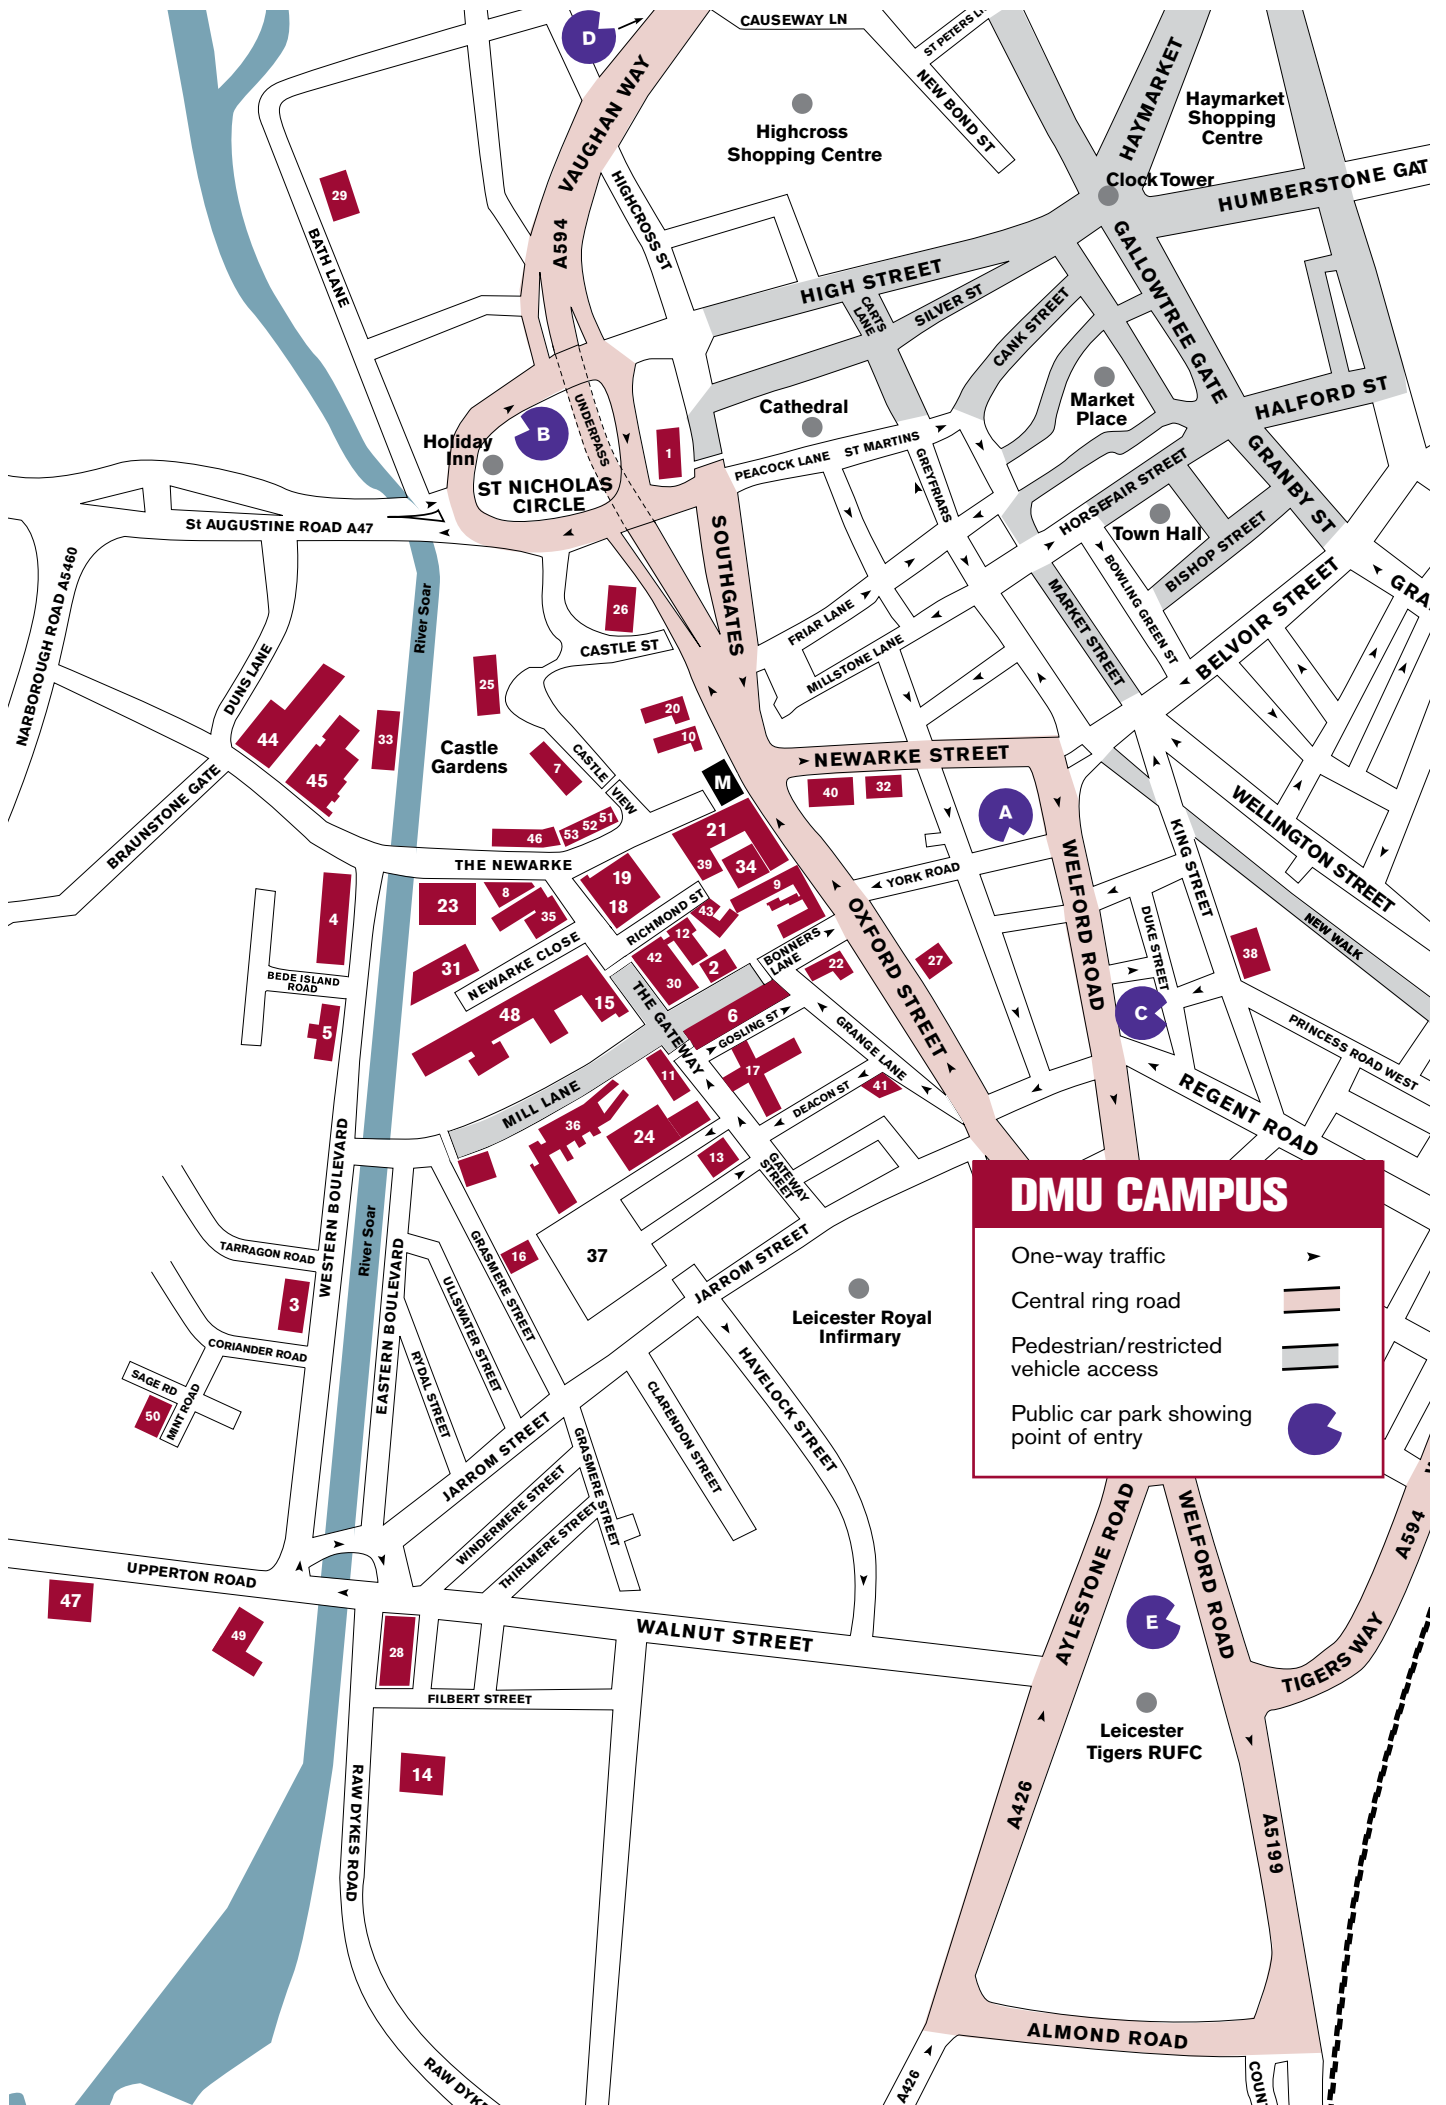 D
CAUSEWAY LN
ST PETERS L
VAUGHAN WAY
NEW BOND ST
HAYMARKET
Haymarket
Shopping
Centre
Highcross
Shopping Centre
Clock Tower
HUMBERSTONE GAT
29
BATH LANE
A594
HIGHCROSS ST
HIGH STREET
CARTS
LANE
SILVER ST
CANK STREET
GALLOWTREE GATE
Market
Place
HALFORD ST
UNDERPASS
B
Holiday
Inn
ST NICHOLAS
CIRCLE
1
Cathedral
PEACOCK LANE
ST MARTINS
GREYFRIARS
HORSEFAIR STREET
GRANBY ST
Town Hall
BISHOP STREET
BOWLING GREEN ST
MARKET STREET
BELVOIR STREET
GRA
St AUGUSTINE ROAD A47
NARBOROUGH ROAD A5460
River Soar
SOUTHGATES
26
CASTLE ST
FRIAR LANE
MILLSTONE LANE
DUNS LANE
25
44
45
33
Castle
Gardens
20
10
7
CASTLE
VIEW
M
NEWARKE STREET
40
32
A
BRAUNSTONE GATE
46
53
52
51
THE NEWARKE
21
39
34
9
19
18
YORK ROAD
WELFORD ROAD
KING STREET
WELLINGTON STREET
NEW WALK
DUKE STREET
38
4
23
8
35
RICHMOND ST
43
12
42
30
2
BONNERS
LANE
22
27
OXFORD STREET
31
NEWARKE CLOSE
BEDE ISLAND
ROAD
5
48
15
THE GATEWAY
6
GOSLING ST
C
PRINCESS ROAD WEST
REGENT ROAD
GRANGE LANE
17
11
DEACON ST
41
MILL LANE
36
24
13
GATEWAY
STREET
WESTERN BOULEVARD
River Soar
EASTERN BOULEVARD
TARRAGON ROAD
3
CORIANDER ROAD
SAGE RD
MINT ROAD
50
GRASMERE STREET
16
37
ULLSWATER STREET
RYDAL STREET
JARROM STREET
Leicester Royal
Infirmary
HAVELOCK STREET
CLARENDON STREET
JARROM STREET
GRASMERE STREET
WINDERMERE STREET
THIRLMERE STREET
DMU CAMPUS
One-way traffic
Central ring road
Pedestrian/restricted
vehicle access
Public car park showing
point of entry
UPPERTON ROAD
47
49
28
WALNUT STREET
FILBERT STREET
14
RAW DYKES ROAD
RAW DYKE
AYLESTONE ROAD
WELFORD ROAD
A594
TIGERS WAY
E
Leicester
Tigers RUFC
A426
A5199
ALMOND ROAD
A426
COUN